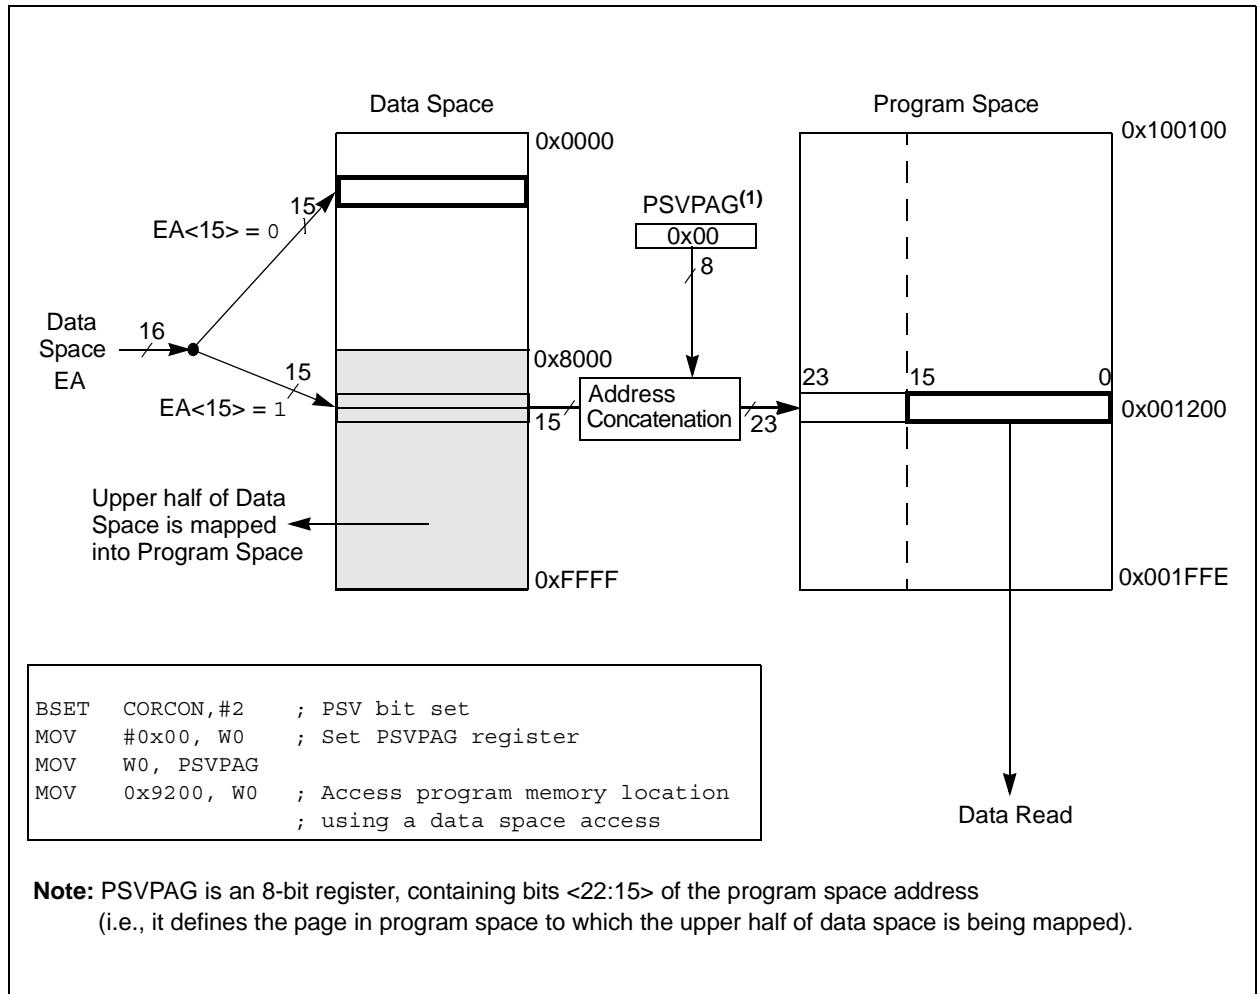 Data Space
Program Space
0x0000
0x100100
15
EA<15> = 0
PSVPAG(1)
0x00
8
Data
Space
EA
16
0x8000
15
EA<15> = 1
15
Address
Concatenation
23
23
15
0
0x001200
Upper half of Data
Space is mapped
into Program Space
0xFFFF
0x001FFE
BSET CORCON,#2 ; PSV bit set
MOV #0x00, W0 ; Set PSVPAG register
MOV W0, PSVPAG
MOV 0x9200, W0 ; Access program memory location
; using a data space access
Data Read
Note: PSVPAG is an 8-bit register, containing bits <22:15> of the program space address
(i.e., it defines the page in program space to which the upper half of data space is being mapped).